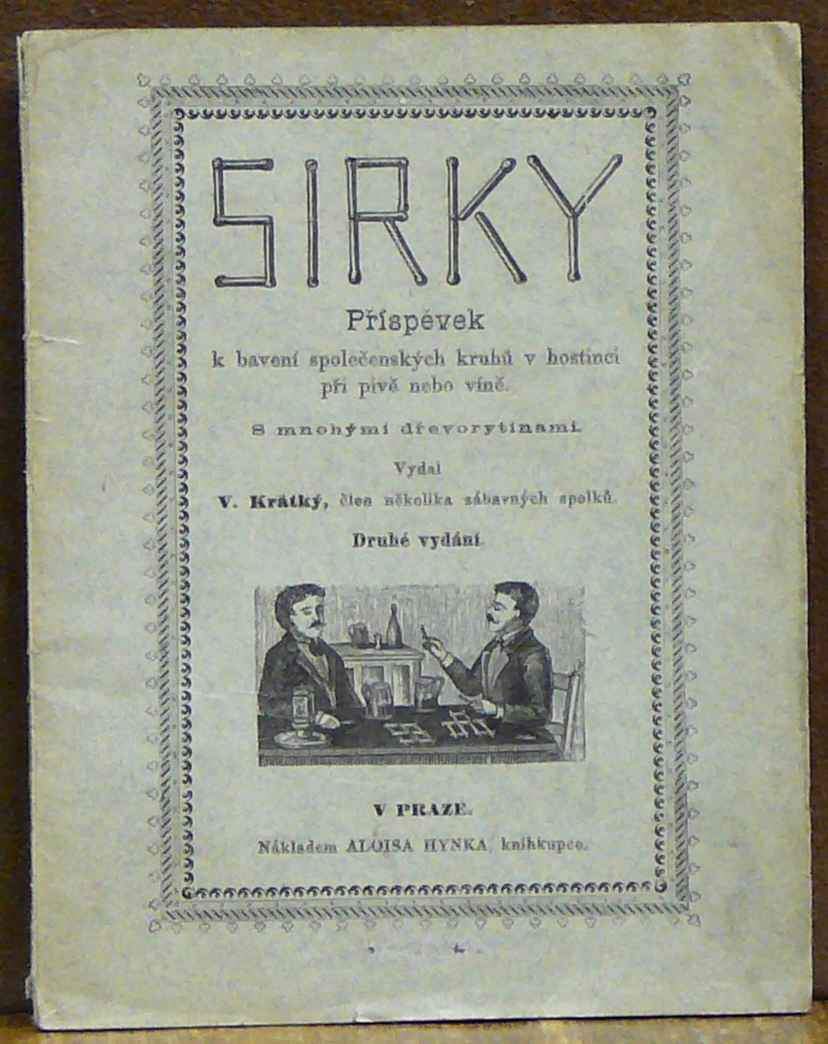 SIRKY
Příspěvek
k bavení společenských kruhů v hostinci
při pivě nebo víně.
S mnohými dřevorytinami.
Vydal
V. Krátký, člen několika zábavných spolků.
Druhé vydání.
V PRAZE.
Nákladem ALOISA HYNKA, knihkupce.